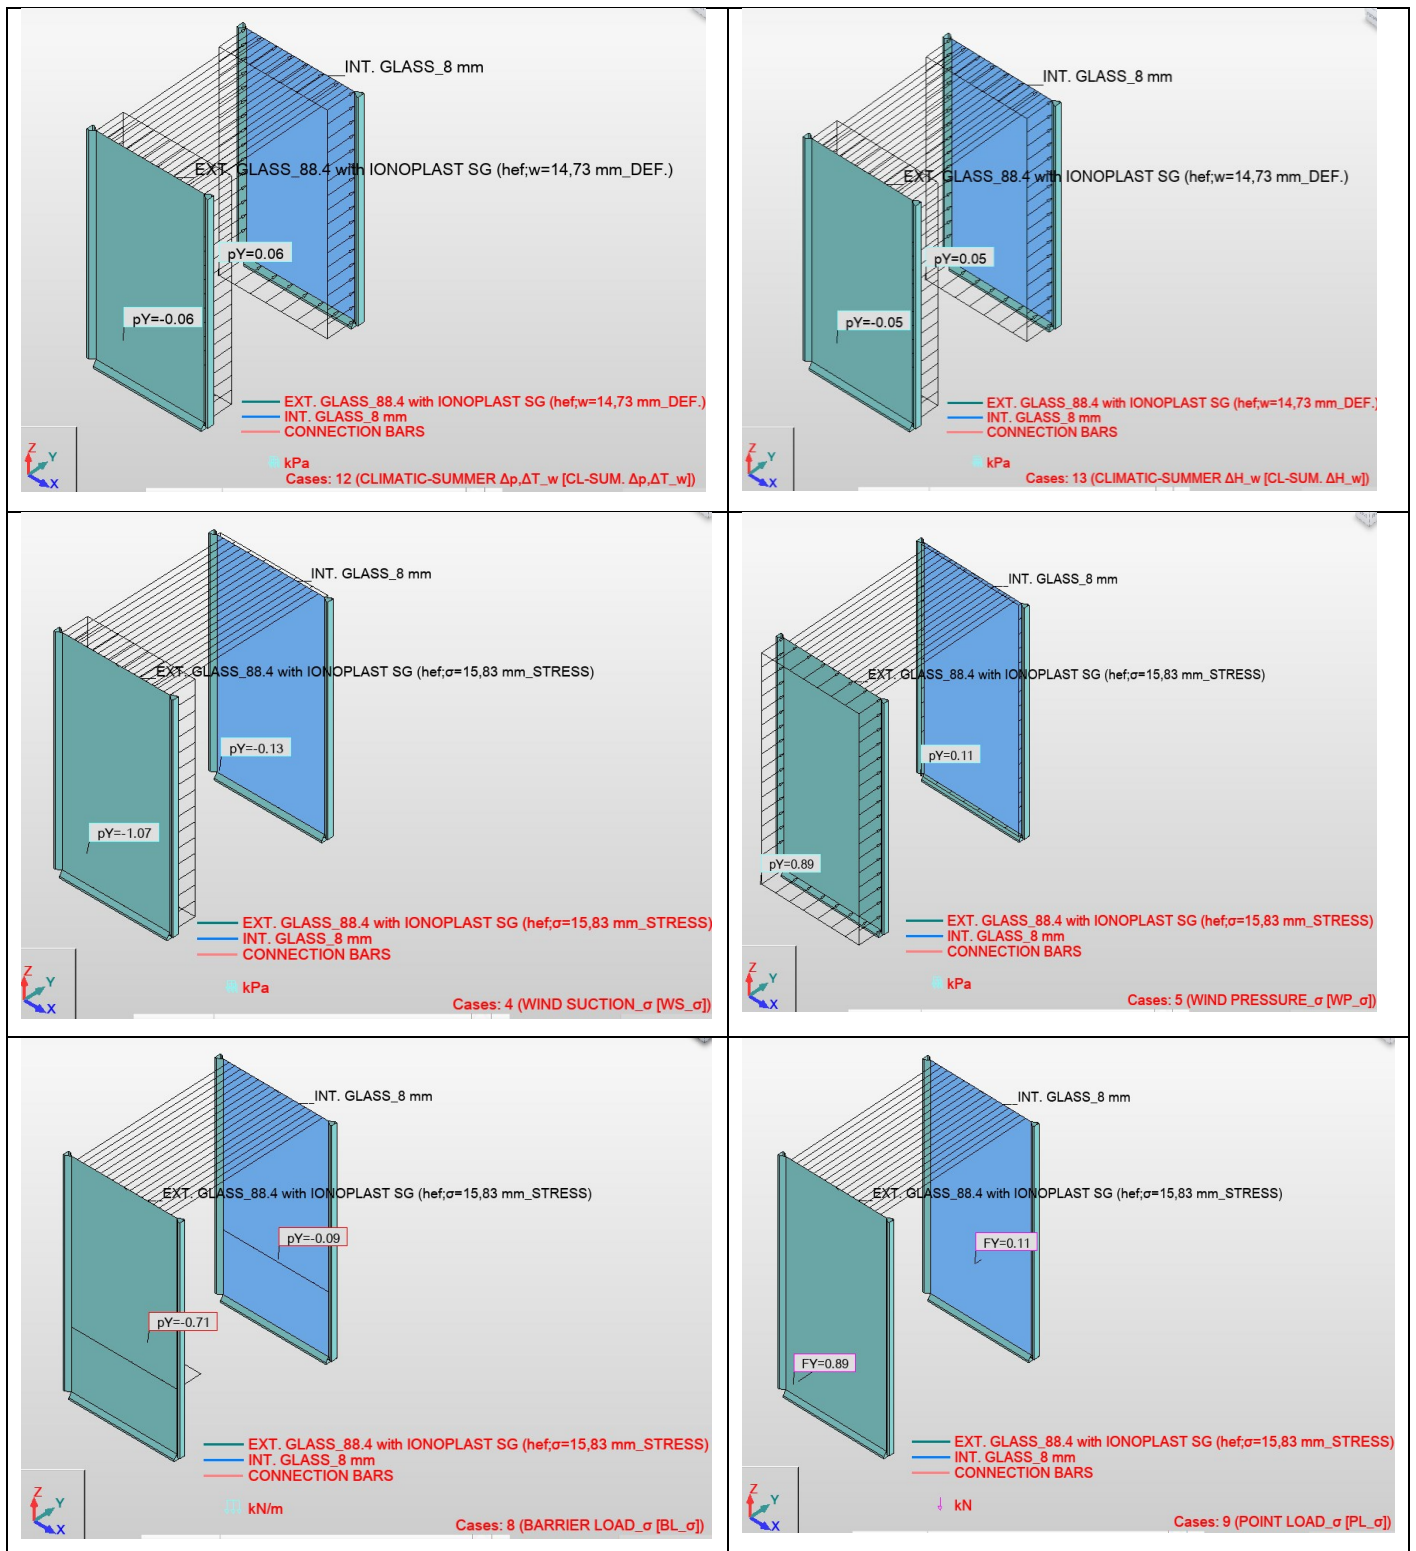 INT. GLASS_8 mm
EXT. GLASS_88.4 with IONOPLAST SG (hef;w=14,73 mm_DEF.)
pY=0.06
pY=-0.06
EXT. GLASS_88.4 with IONOPLAST SG (hef;w=14,73 mm_DEF.)
INT. GLASS_8 mm
CONNECTION BARS
Z
Y
X
kPa
Cases: 12 (CLIMATIC-SUMMER Δp,ΔT_w [CL-SUM. Δp,ΔT_w])
INT. GLASS_8 mm
EXT. GLASS_88.4 with IONOPLAST SG (hef;w=14,73 mm_DEF.)
pY=0.05
pY=-0.05
EXT. GLASS_88.4 with IONOPLAST SG (hef;w=14,73 mm_DEF.)
INT. GLASS_8 mm
CONNECTION BARS
Z
Y
X
kPa
Cases: 13 (CLIMATIC-SUMMER ΔH_w [CL-SUM. ΔH_w])
INT. GLASS_8 mm
EXT. GLASS_88.4 with IONOPLAST SG (hef;σ=15,83 mm_STRESS)
pY=-0.13
pY=-1.07
EXT. GLASS_88.4 with IONOPLAST SG (hef;σ=15,83 mm_STRESS)
INT. GLASS_8 mm
CONNECTION BARS
Z
Y
X
kPa
Cases: 4 (WIND SUCTION_σ [WS_σ])
INT. GLASS_8 mm
EXT. GLASS_88.4 with IONOPLAST SG (hef;σ=15,83 mm_STRESS)
pY=0.11
pY=0.89
EXT. GLASS_88.4 with IONOPLAST SG (hef;σ=15,83 mm_STRESS)
INT. GLASS_8 mm
CONNECTION BARS
Z
Y
X
kPa
Cases: 5 (WIND PRESSURE_σ [WP_σ])
INT. GLASS_8 mm
EXT. GLASS_88.4 with IONOPLAST SG (hef;σ=15,83 mm_STRESS)
pY=-0.09
pY=-0.71
EXT. GLASS_88.4 with IONOPLAST SG (hef;σ=15,83 mm_STRESS)
INT. GLASS_8 mm
CONNECTION BARS
Z
Y
X
kN/m
Cases: 8 (BARRIER LOAD_σ [BL_σ])
INT. GLASS_8 mm
EXT. GLASS_88.4 with IONOPLAST SG (hef;σ=15,83 mm_STRESS)
FY=0.11
FY=0.89
EXT. GLASS_88.4 with IONOPLAST SG (hef;σ=15,83 mm_STRESS)
INT. GLASS_8 mm
CONNECTION BARS
Z
Y
X
kN
Cases: 9 (POINT LOAD_σ [PL_σ])